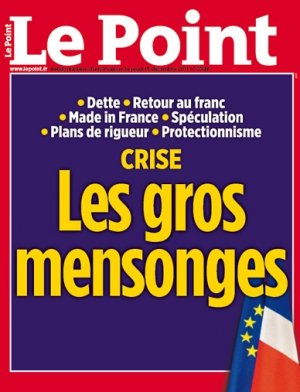 Le Point
Le Point
www.lepoint.fr
• Dette • Retour au franc
• Made in France • Spéculation
• Plans de rigueur • Protectionnisme
CRISE
Les gros
mensonges